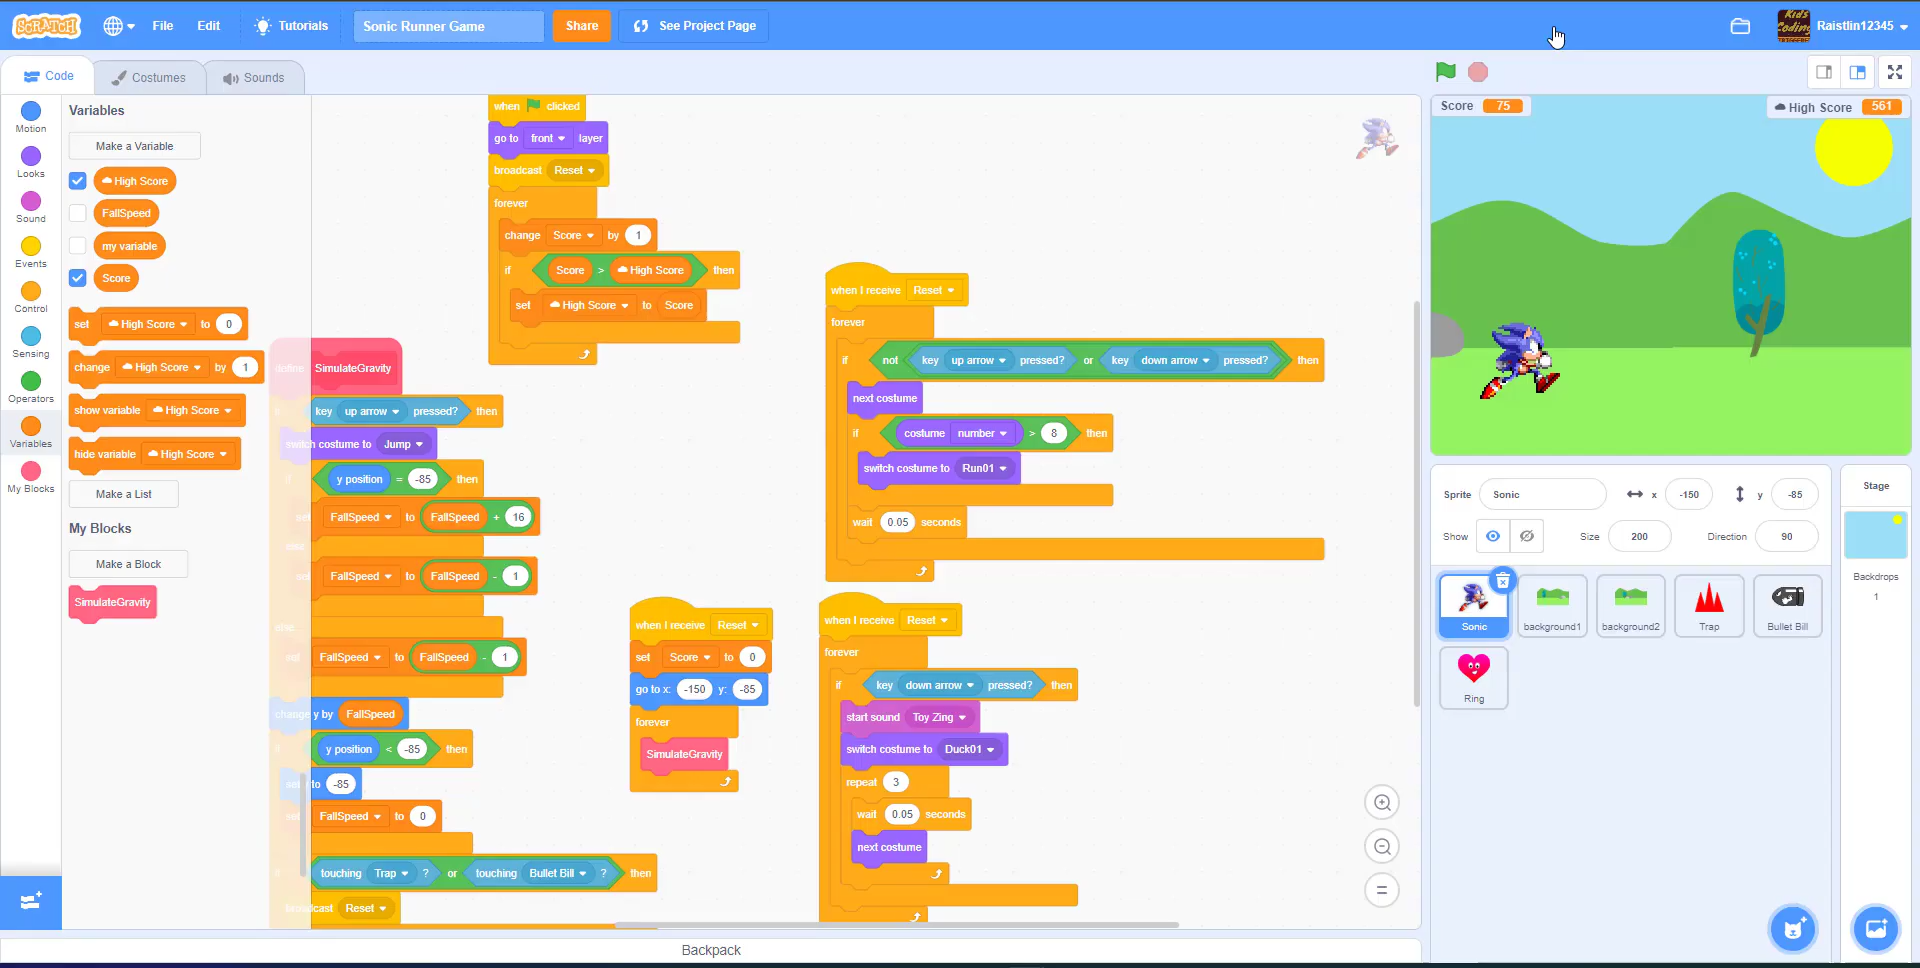 SCRATCH
File
Edit
Tutorials
Sonic Runner Game
Share
See Project Page
Kids
Coding
Raistlin12345
Code
Costumes
Sounds
Motion
Looks
Sound
Events
Control
Sensing
Operators
Variables
My Blocks
Variables
Make a Variable
High Score
FallSpeed
my variable
Score
set High Score to 0
change High Score by 1
show variable High Score
hide variable High Score
Make a List
My Blocks
Make a Block
SimulateGravity
when clicked
go to front layer
broadcast Reset
forever
change Score by 1
if Score > High Score then
set High Score to Score
define SimulateGravity
key up arrow pressed? then
switch costume to Jump
if y position = -85 then
set FallSpeed to FallSpeed + 16
else
set FallSpeed to FallSpeed - 1
else
set FallSpeed to FallSpeed - 1
change y by FallSpeed
y position < -85 then
to -85
set FallSpeed to 0
touching Trap ? or touching Bullet Bill ? then
broadcast Reset
when I receive Reset
set Score to 0
go to x: -150 y: -85
forever
SimulateGravity
when I receive Reset
forever
if not key up arrow pressed? or key down arrow pressed? then
next costume
if costume number > 8 then
switch costume to Run01
wait 0.05 seconds
when I receive Reset
forever
if key down arrow pressed? then
start sound Toy Zing
switch costume to Duck01
repeat 3
wait 0.05 seconds
next costume
Backpack
Score 75
High Score 561
Sprite Sonic x -150 y -85
Show Size 200 Direction 90
Sonic
background1
background2
Trap
Bullet Bill
Ring
Stage
Backdrops
1